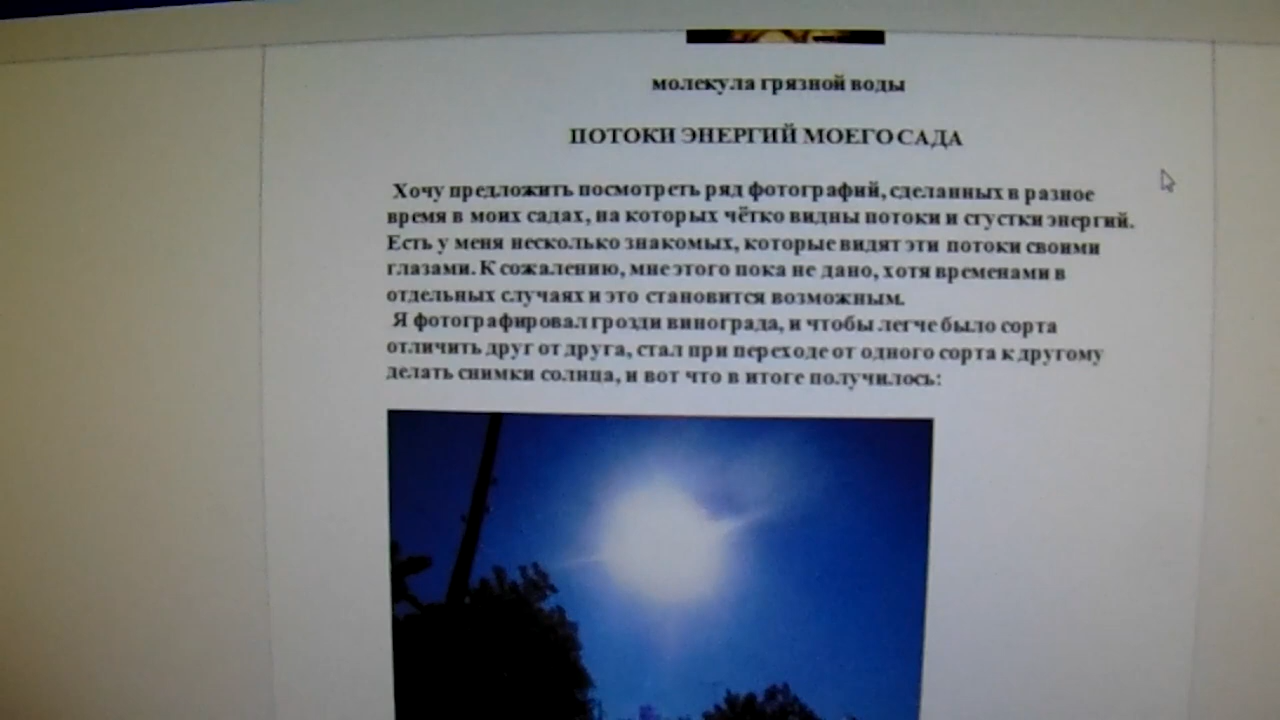 молекула грязной воды
ПОТОКИ ЭНЕРГИЙ МОЕГО САДА
Хочу предложить посмотреть ряд фотографий, сделанных в разное
время в моих садах, на которых чётко видны потоки и сгустки энергий.
Есть у меня несколько знакомых, которые видят эти потоки своими
глазами. К сожалению, мне этого пока не дано, хотя временами в
отдельных случаях и это становится возможным.
Я фотографировал грозди винограда, и чтобы легче было сорта
отличить друг от друга, стал при переходе от одного сорта к другому
делать снимки солнца, и вот что в итоге получилось: